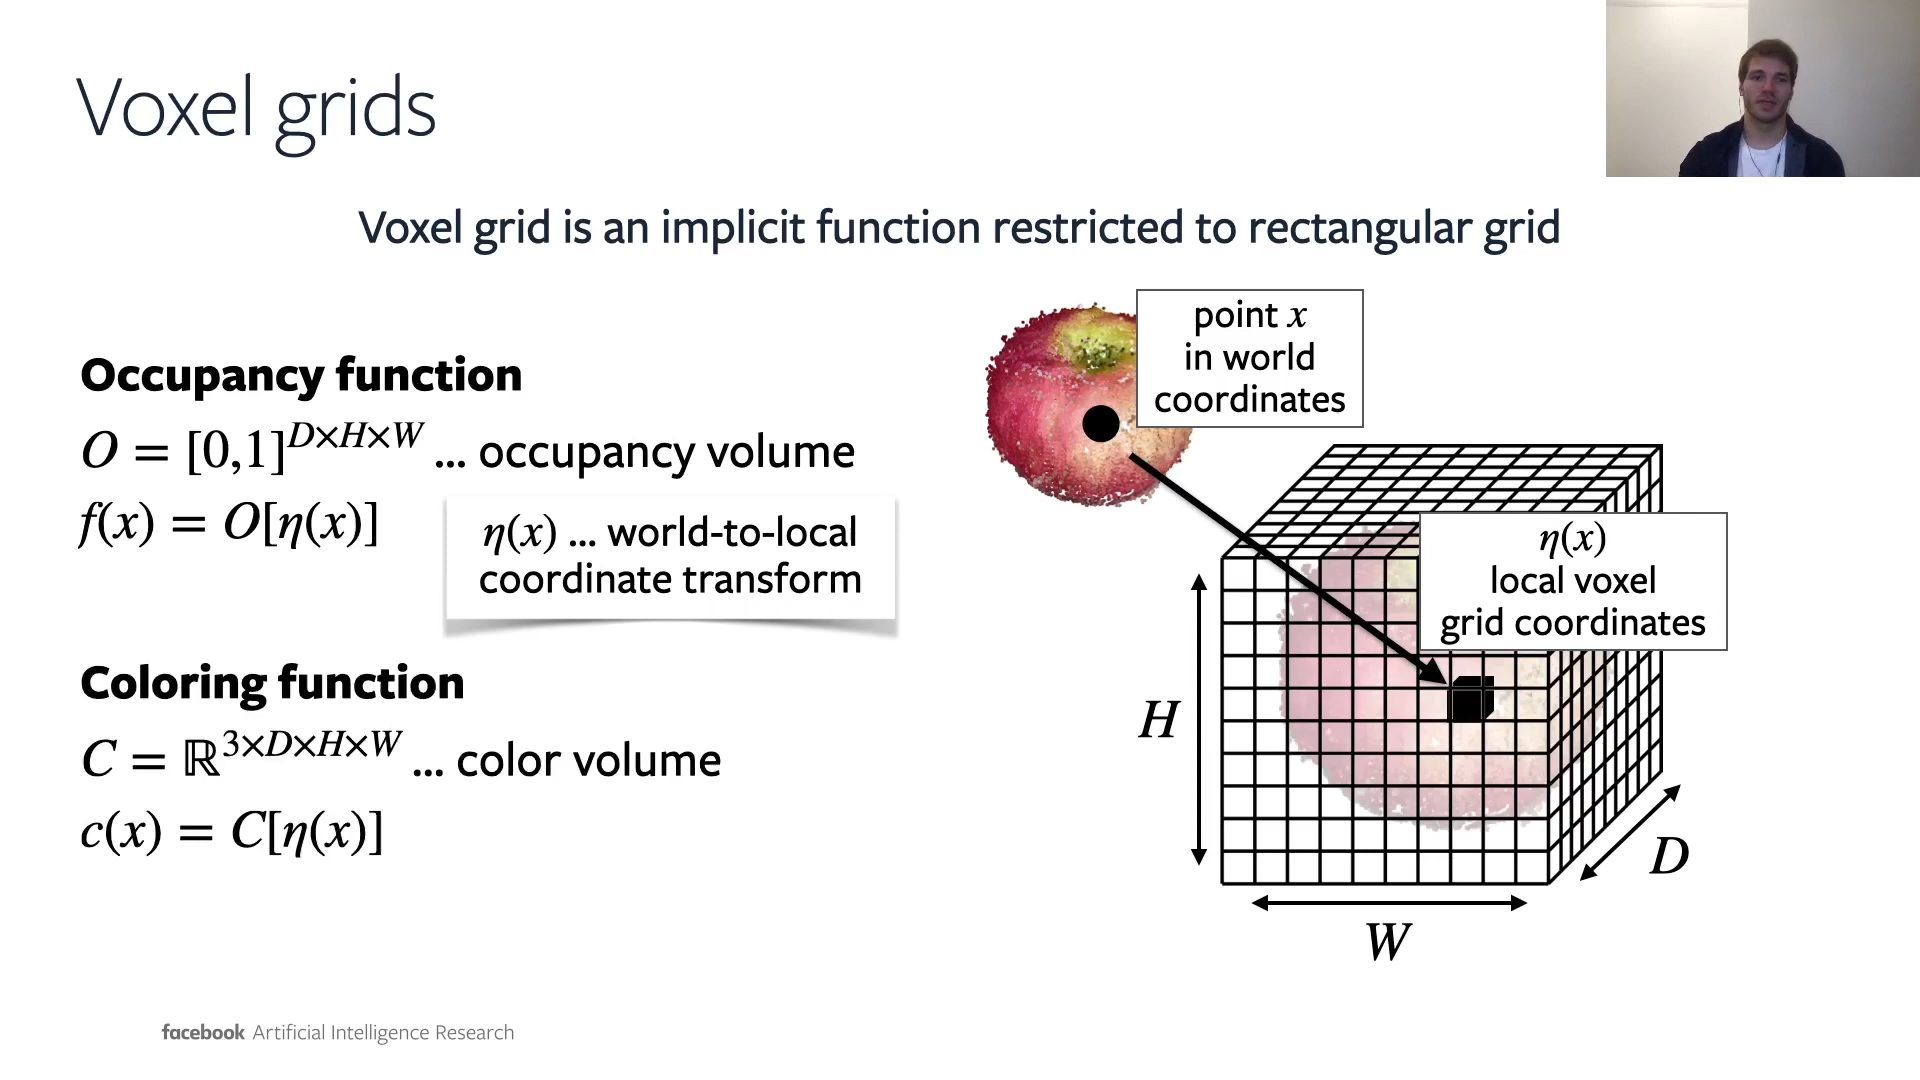 Voxel grids
Voxel grid is an implicit function restricted to rectangular grid
Occupancy function
O = [0,1]^{D×H×W} ... occupancy volume
f(x) = O[η(x)]
η(x) ... world-to-local
coordinate transform
Coloring function
C = ℝ^{3×D×H×W} ... color volume
c(x) = C[η(x)]
point x
in world
coordinates
η(x)
local voxel
grid coordinates
H
D
W
facebook Artificial Intelligence Research